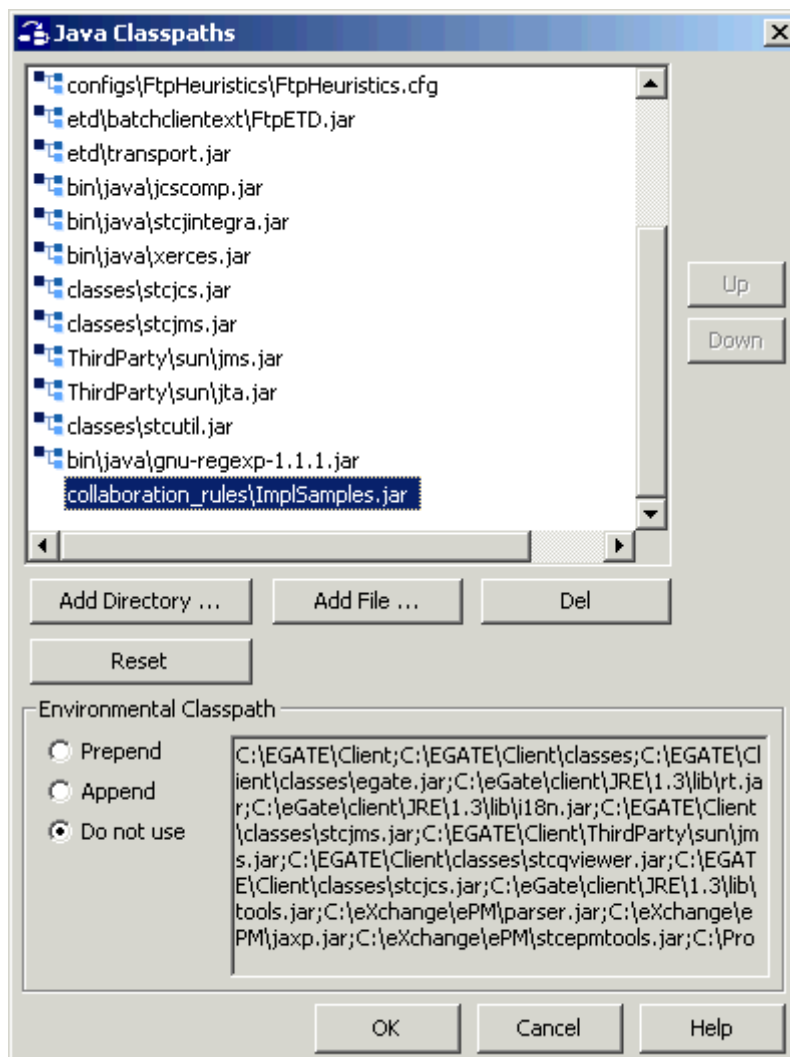 Java Classpaths
configs\FtpHeuristics\FtpHeuristics.cfg
etd\batchclientext\FtpETD.jar
etd\transport.jar
bin\java\jcscomp.jar
bin\java\stcjintegra.jar
bin\java\xerces.jar
classes\stcjcs.jar
classes\stcjms.jar
ThirdParty\sun\jms.jar
ThirdParty\sun\jta.jar
classes\stcutil.jar
bin\java\gnu-regexp-1.1.1.jar
collaboration_rules\ImplSamples.jar
Up
Down
Add Directory ...
Add File ...
Del
Reset
Environmental Classpath
Prepend
Append
Do not use
C:\EGATE\Client;C:\EGATE\Client\classes;C:\EGATE\Cl
ient\classes\egate.jar;C:\eGate\client\JRE\1.3\lib\rt.ja
r;C:\eGate\client\JRE\1.3\lib\i18n.jar;C:\EGATE\Client
\classes\stcjms.jar;C:\EGATE\Client\ThirdParty\sun\jm
s.jar;C:\EGATE\Client\classes\stcqviewer.jar;C:\EGAT
E\Client\classes\stcjcs.jar;C:\eGate\client\JRE\1.3\lib\
tools.jar;C:\eXchange\ePM\parser.jar;C:\eXchange\e
PM\jaxp.jar;C:\eXchange\ePM\stcepmtools.jar;C:\Pro
OK
Cancel
Help